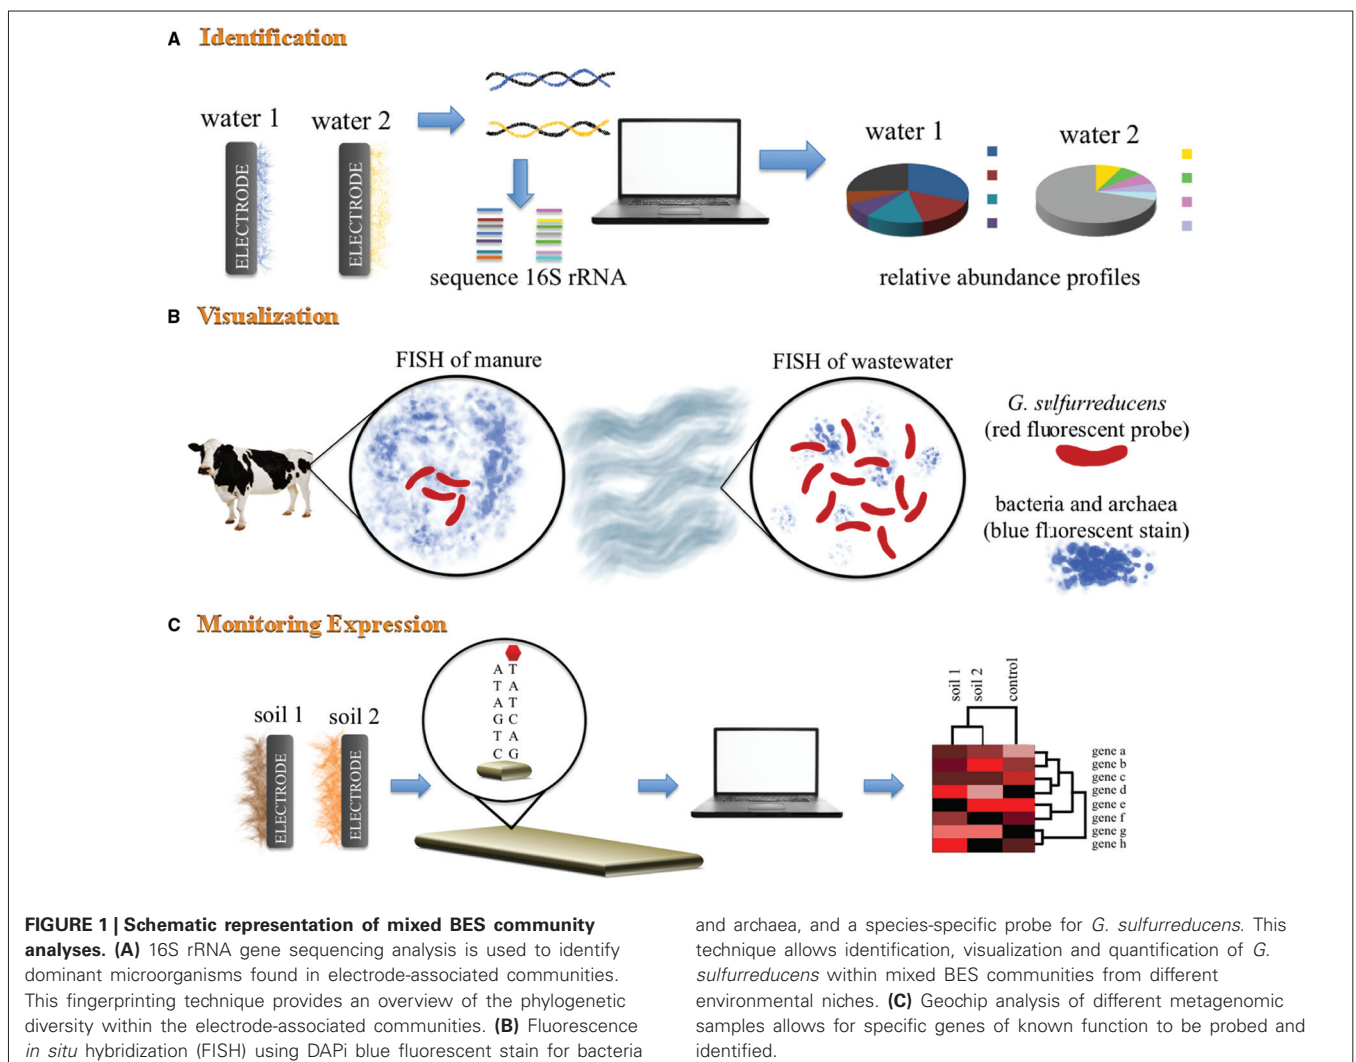 A Identification
water 1
water 2
ELECTRODE
ELECTRODE
sequence 16S rRNA
water 1
water 2
relative abundance profiles
B Visualization
FISH of manure
FISH of wastewater
G. sulfurreducens
(red fluorescent probe)
bacteria and archaea
(blue fluorescent stain)
C Monitoring Expression
soil 1
soil 2
ELECTRODE
ELECTRODE
A T
T A
A T
G C
T A
C G
soil 1
soil 2
control
gene a
gene b
gene c
gene d
gene e
gene f
gene g
gene h
FIGURE 1 | Schematic representation of mixed BES community
analyses. (A) 16S rRNA gene sequencing analysis is used to identify
dominant microorganisms found in electrode-associated communities.
This fingerprinting technique provides an overview of the phylogenetic
diversity within the electrode-associated communities. (B) Fluorescence
in situ hybridization (FISH) using DAPi blue fluorescent stain for bacteria
and archaea, and a species-specific probe for G. sulfurreducens. This
technique allows identification, visualization and quantification of G.
sulfurreducens within mixed BES communities from different
environmental niches. (C) Geochip analysis of different metagenomic
samples allows for specific genes of known function to be probed and
identified.